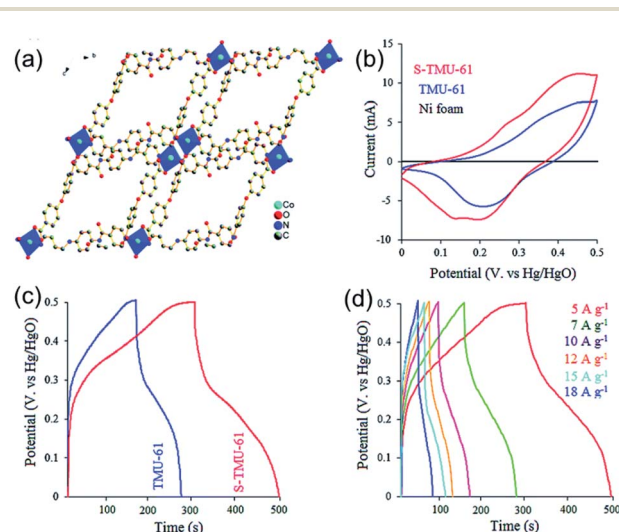 (a)
b
c
Co
O
N
C
(b)
S-TMU-61
TMU-61
Ni foam
Current (mA)
15
10
5
0
-5
-10
0 0.1 0.2 0.3 0.4 0.5
Potential (V. vs Hg/HgO)
(c)
Potential (V. vs Hg/HgO)
0.5
0.4
0.3
0.2
0.1
0
TMU-61
S-TMU-61
100 200 300 400 500
Time (s)
(d)
Potential (V. vs Hg/HgO)
0.5
0.4
0.3
0.2
0.1
0
5 A g⁻¹
7 A g⁻¹
10 A g⁻¹
12 A g⁻¹
15 A g⁻¹
18 A g⁻¹
100 200 300 400 500
Time (s)